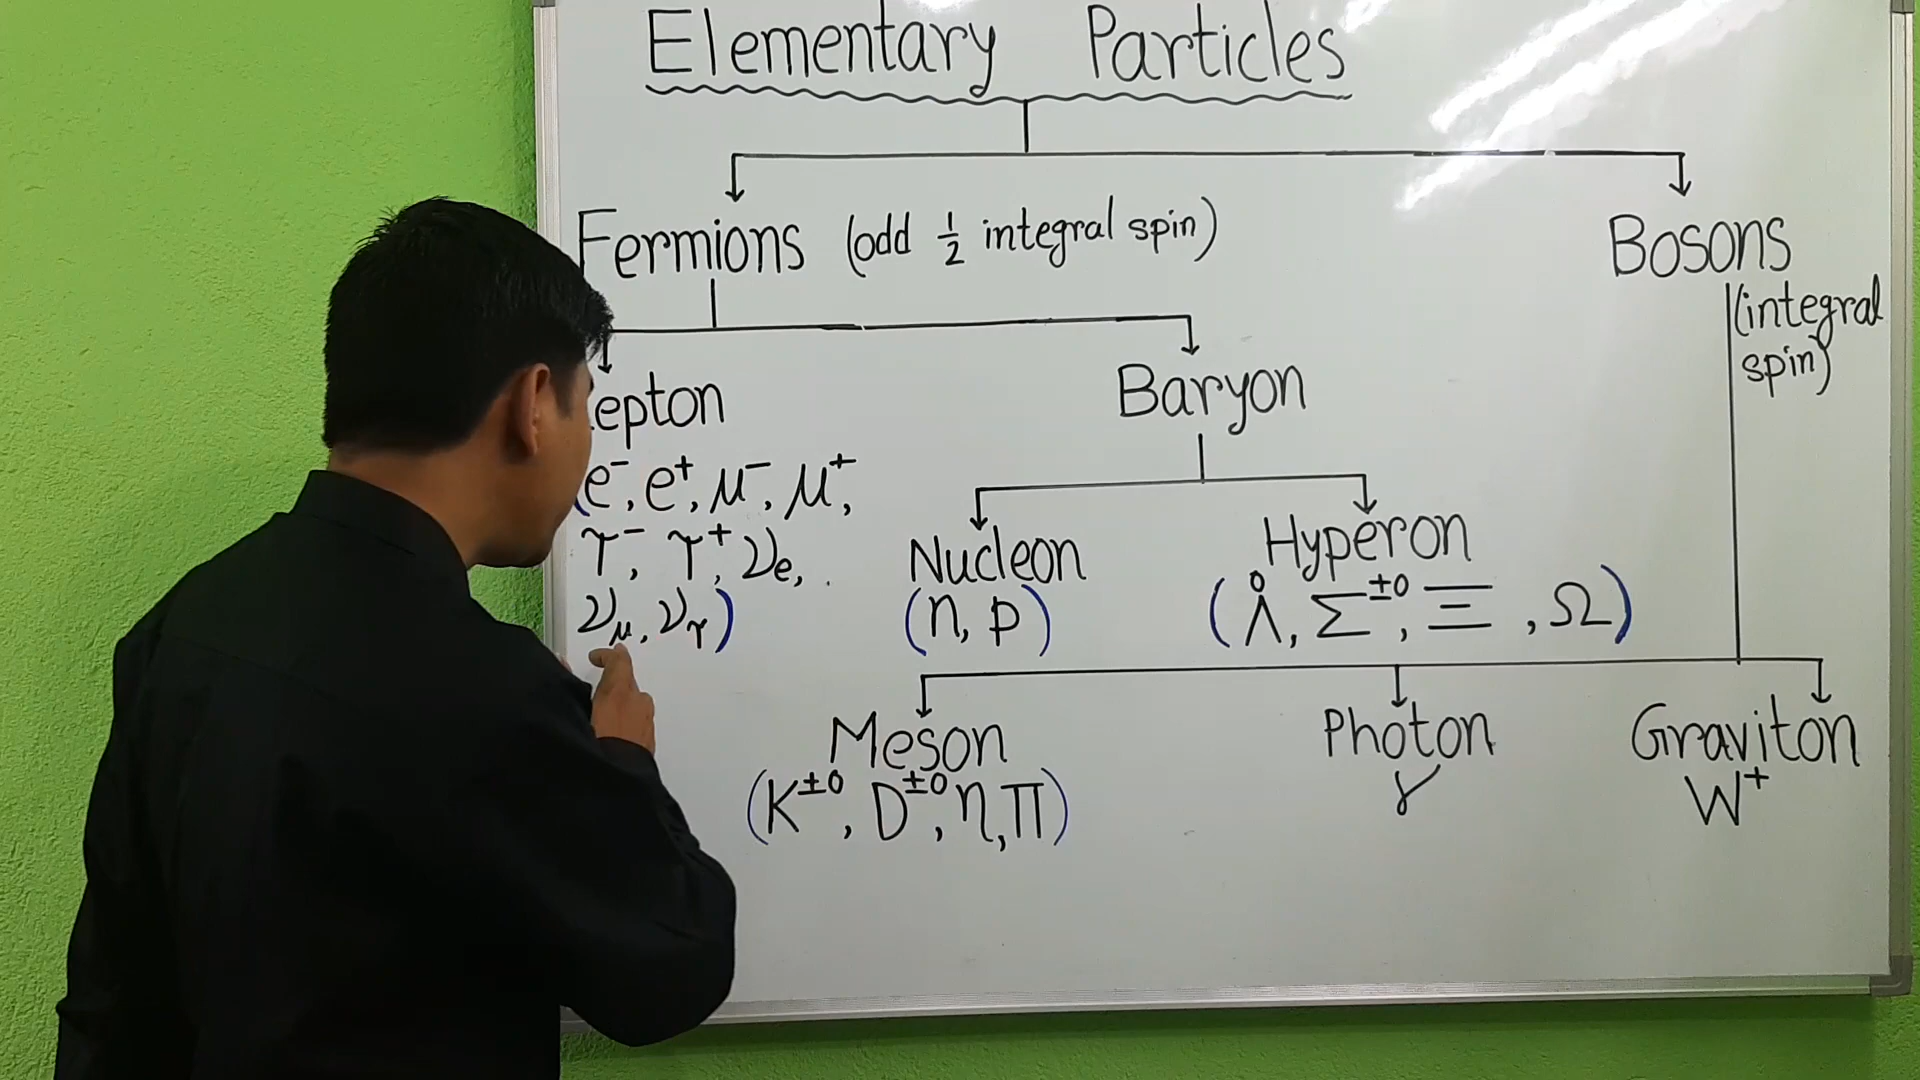 Elementary Particles
Fermions (odd 1/2 integral spin)
Bosons
(integral
spin)
epton
Baryon
(e⁻, e⁺, μ⁻, μ⁺,
τ⁻, τ⁺, νe,
νμ, ντ)
Nucleon
(n, p)
Hyperon
(Λ⁰, Σ±⁰, Ξ, Ω)
Meson
(K±⁰, D±⁰, η, π)
Photon
γ
Graviton
W⁺